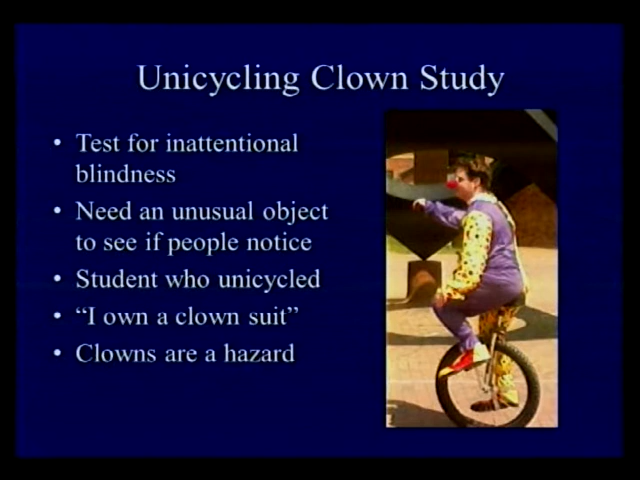 Unicycling Clown Study
• Test for inattentional
blindness
• Need an unusual object
to see if people notice
• Student who unicycled
• “I own a clown suit”
• Clowns are a hazard